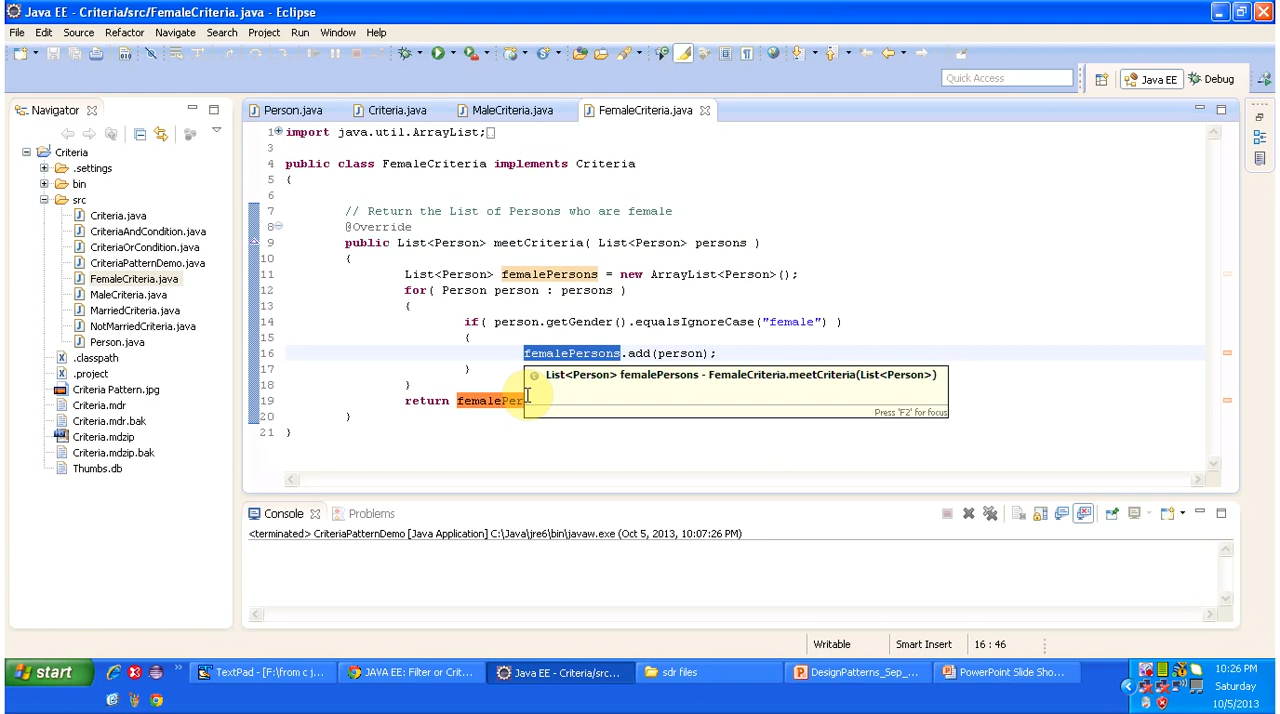 Java EE - Criteria/src/FemaleCriteria.java - Eclipse
File Edit Source Refactor Navigate Search Project Run Window Help
Quick Access
Java EE
Debug
Navigator
Person.java
Criteria.java
MaleCriteria.java
FemaleCriteria.java
Criteria
.settings
bin
src
Criteria.java
CriteriaAndCondition.java
CriteriaOrCondition.java
CriteriaPatternDemo.java
FemaleCriteria.java
MaleCriteria.java
MarriedCriteria.java
NotMarriedCriteria.java
Person.java
.classpath
.project
Criteria Pattern.jpg
Criteria.mdr
Criteria.mdr.bak
Criteria.mdzip
Criteria.mdzip.bak
Thumbs.db
1 import java.util.ArrayList;
3
4 public class FemaleCriteria implements Criteria
5 {
6
7 // Return the List of Persons who are female
8 @Override
9 public List<Person> meetCriteria( List<Person> persons )
10 {
11 List<Person> femalePersons = new ArrayList<Person>();
12 for( Person person : persons )
13 {
14 if( person.getGender().equalsIgnoreCase("female") )
15 {
16 femalePersons.add(person);
17 }
18 }
19 return femalePer
20 }
21 }
List<Person> femalePersons - FemaleCriteria.meetCriteria(List<Person>)
Press 'F2' for focus
Console
Problems
<terminated> CriteriaPatternDemo [Java Application] C:\Java\jre6\bin\javaw.exe (Oct 5, 2013, 10:07:26 PM)
Writable
Smart Insert
16 : 46
start
TextPad - [F:\from c j...
JAVA EE: Filter or Crit...
Java EE - Criteria/src...
sdr files
DesignPatterns_Sep_...
PowerPoint Slide Sho...
10:26 PM
Saturday
10/5/2013